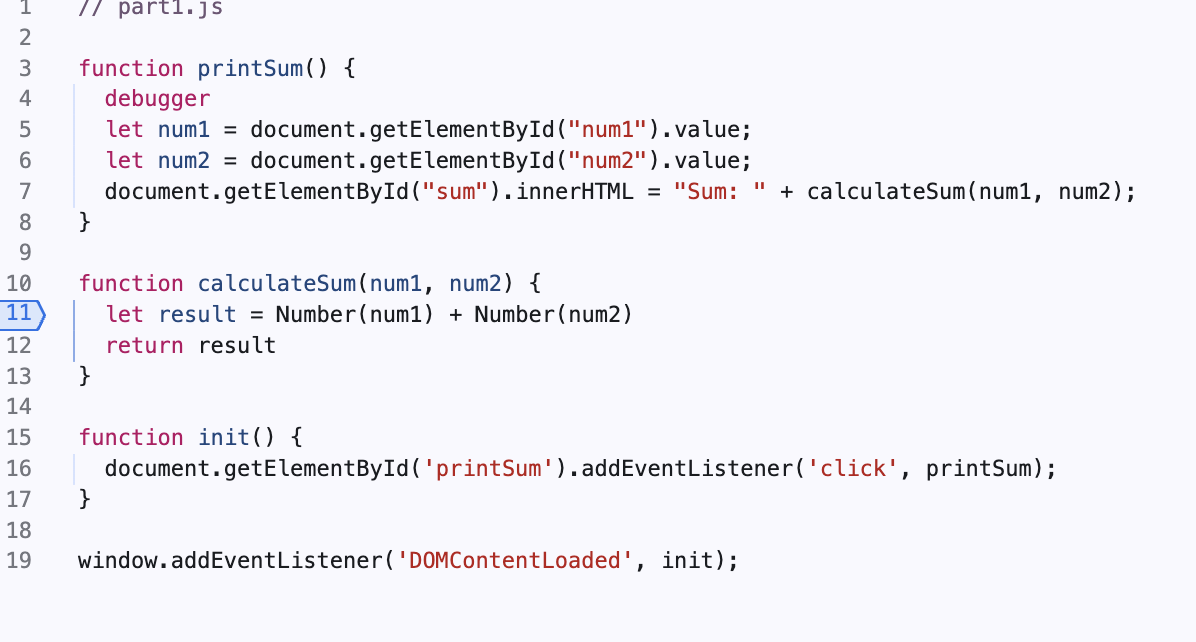 1 // part1.js
2
3 function printSum() {
4 debugger
5 let num1 = document.getElementById("num1").value;
6 let num2 = document.getElementById("num2").value;
7 document.getElementById("sum").innerHTML = "Sum: " + calculateSum(num1, num2);
8 }
9
10 function calculateSum(num1, num2) {
11 let result = Number(num1) + Number(num2)
12 return result
13 }
14
15 function init() {
16 document.getElementById('printSum').addEventListener('click', printSum);
17 }
18
19 window.addEventListener('DOMContentLoaded', init);